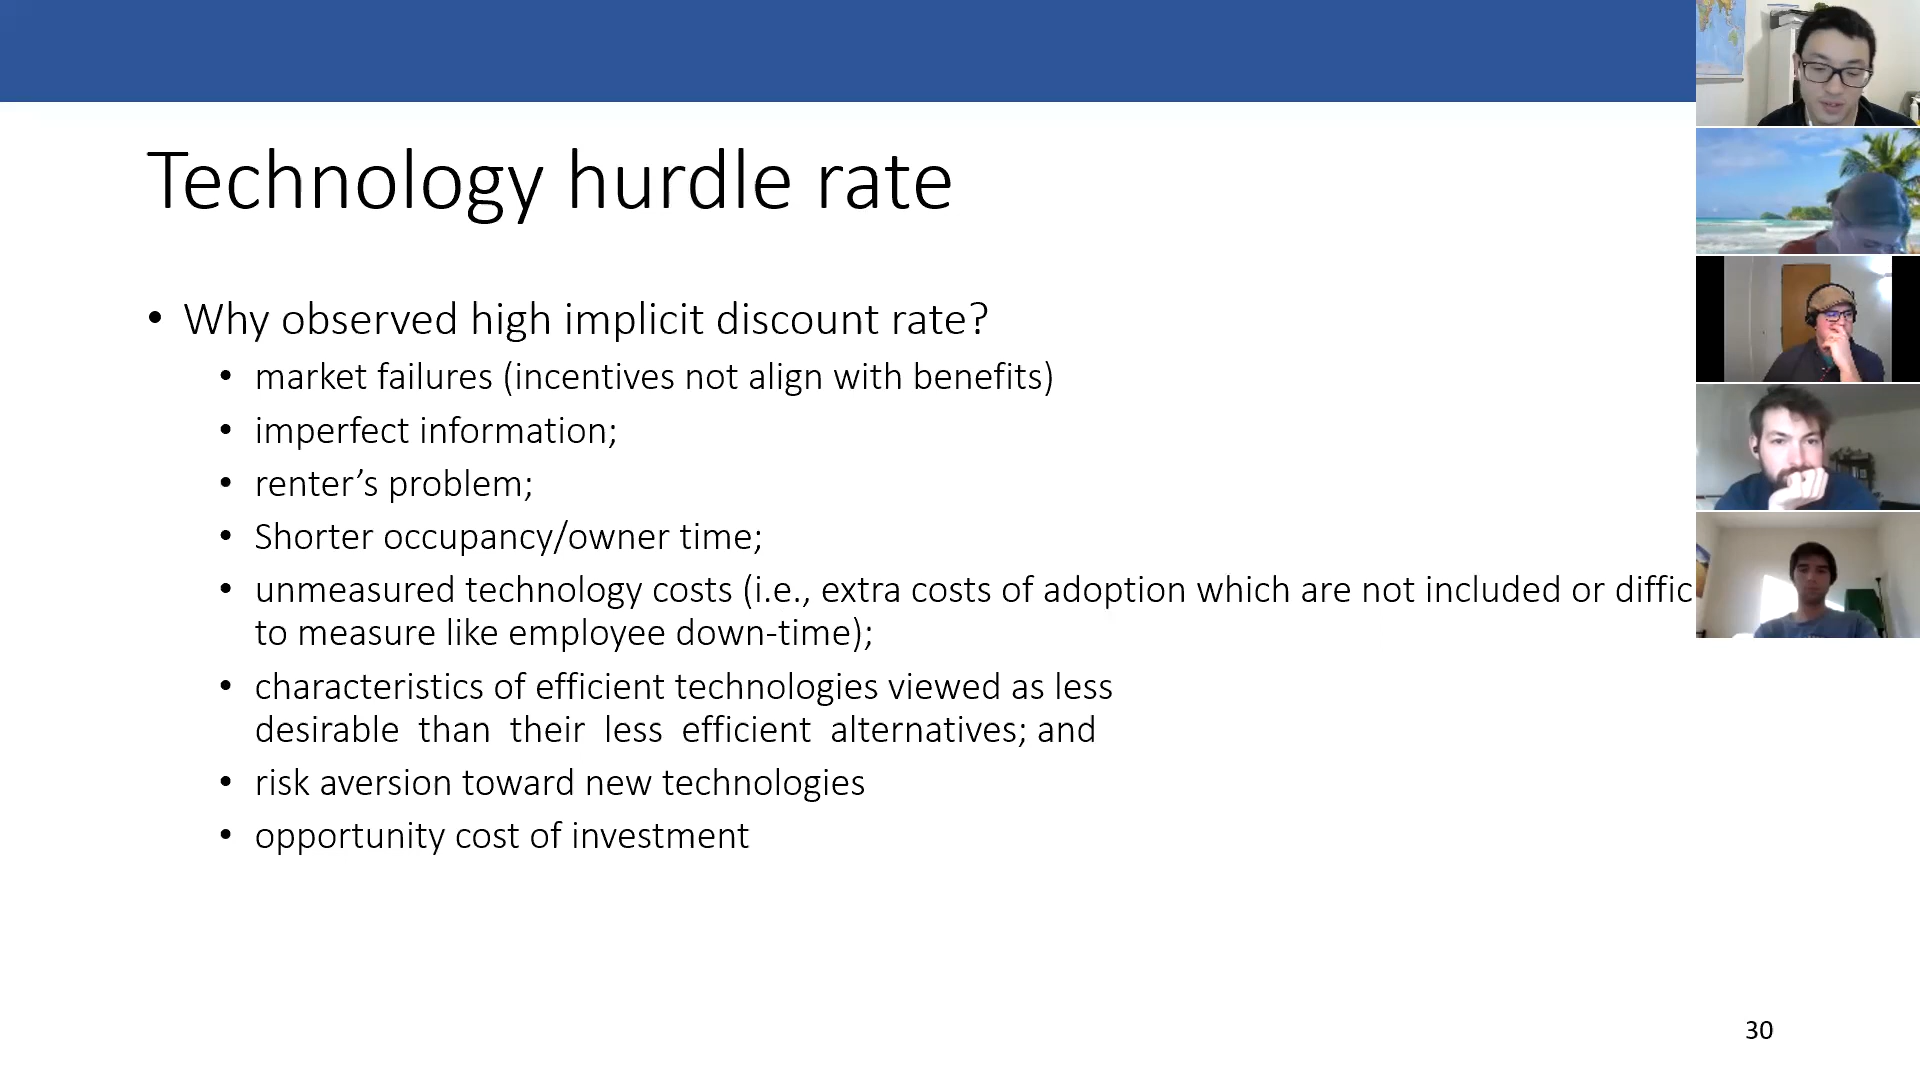 Technology hurdle rate
• Why observed high implicit discount rate?
• market failures (incentives not align with benefits)
• imperfect information;
• renter’s problem;
• Shorter occupancy/owner time;
• unmeasured technology costs (i.e., extra costs of adoption which are not included or
to measure like employee down-time);
• characteristics of efficient technologies viewed as less
desirable than their less efficient alternatives; and
• risk aversion toward new technologies
• opportunity cost of investment
30